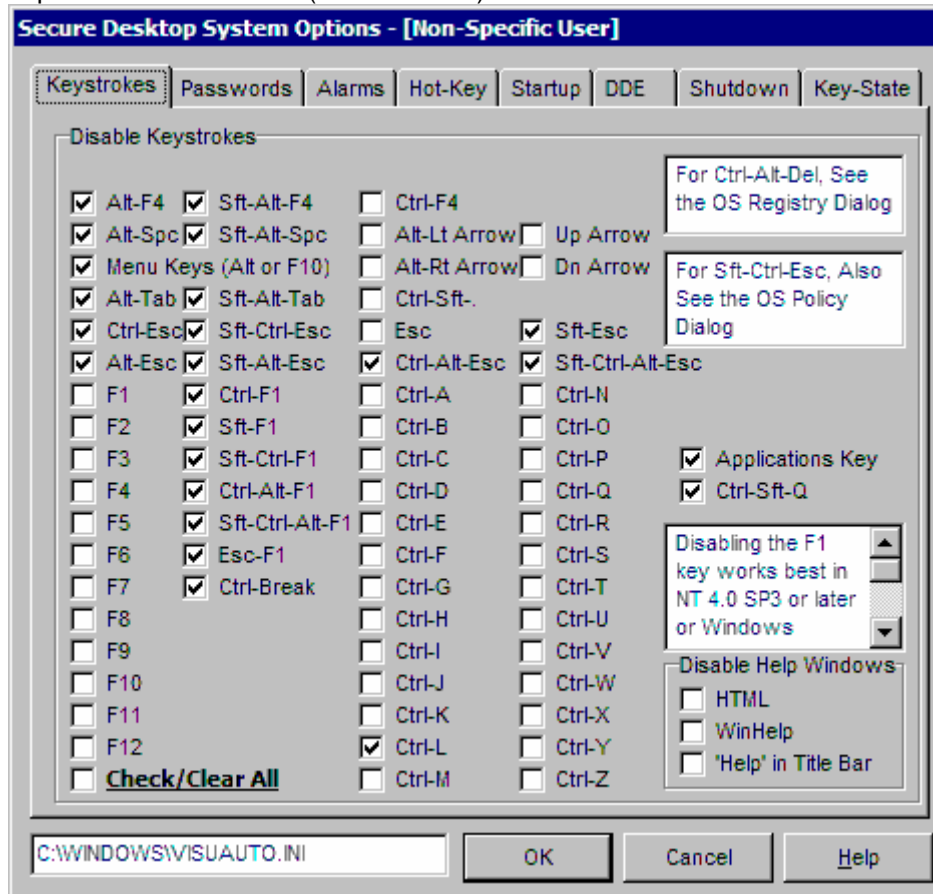 Secure Desktop System Options - [Non-Specific User]
Keystrokes Passwords Alarms Hot-Key Startup DDE Shutdown Key-State
Disable Keystrokes
For Ctrl-Alt-Del, See
the OS Registry Dialog
Alt-F4 Sft-Alt-F4 Ctrl-F4
Alt-Spc Sft-Alt-Spc Alt-Lt Arrow Up Arrow
Menu Keys (Alt or F10) Alt-Rt Arrow Dn Arrow
For Sft-Ctrl-Esc, Also
See the OS Policy
Dialog
Alt-Tab Sft-Alt-Tab Ctrl-Sft-.
Ctrl-Esc Sft-Ctrl-Esc Esc Sft-Esc
Alt-Esc Sft-Alt-Esc Ctrl-Alt-Esc Sft-Ctrl-Alt-Esc
F1 Ctrl-F1 Ctrl-A Ctrl-N
F2 Sft-F1 Ctrl-B Ctrl-O
F3 Sft-Ctrl-F1 Ctrl-C Ctrl-P Applications Key
F4 Ctrl-Alt-F1 Ctrl-D Ctrl-Q Ctrl-Sft-Q
F5 Sft-Ctrl-Alt-F1 Ctrl-E Ctrl-R
F6 Esc-F1 Ctrl-F Ctrl-S
F7 Ctrl-Break Ctrl-G Ctrl-T
F8 Ctrl-H Ctrl-U
Disabling the F1
key works best in
NT 4.0 SP3 or later
or Windows
F9 Ctrl-I Ctrl-V
F10 Ctrl-J Ctrl-W
F11 Ctrl-K Ctrl-X
F12 Ctrl-L Ctrl-Y
Check/Clear All Ctrl-M Ctrl-Z
Disable Help Windows
HTML
WinHelp
'Help' in Title Bar
C:\WINDOWS\VISUAUTO.INI OK Cancel Help